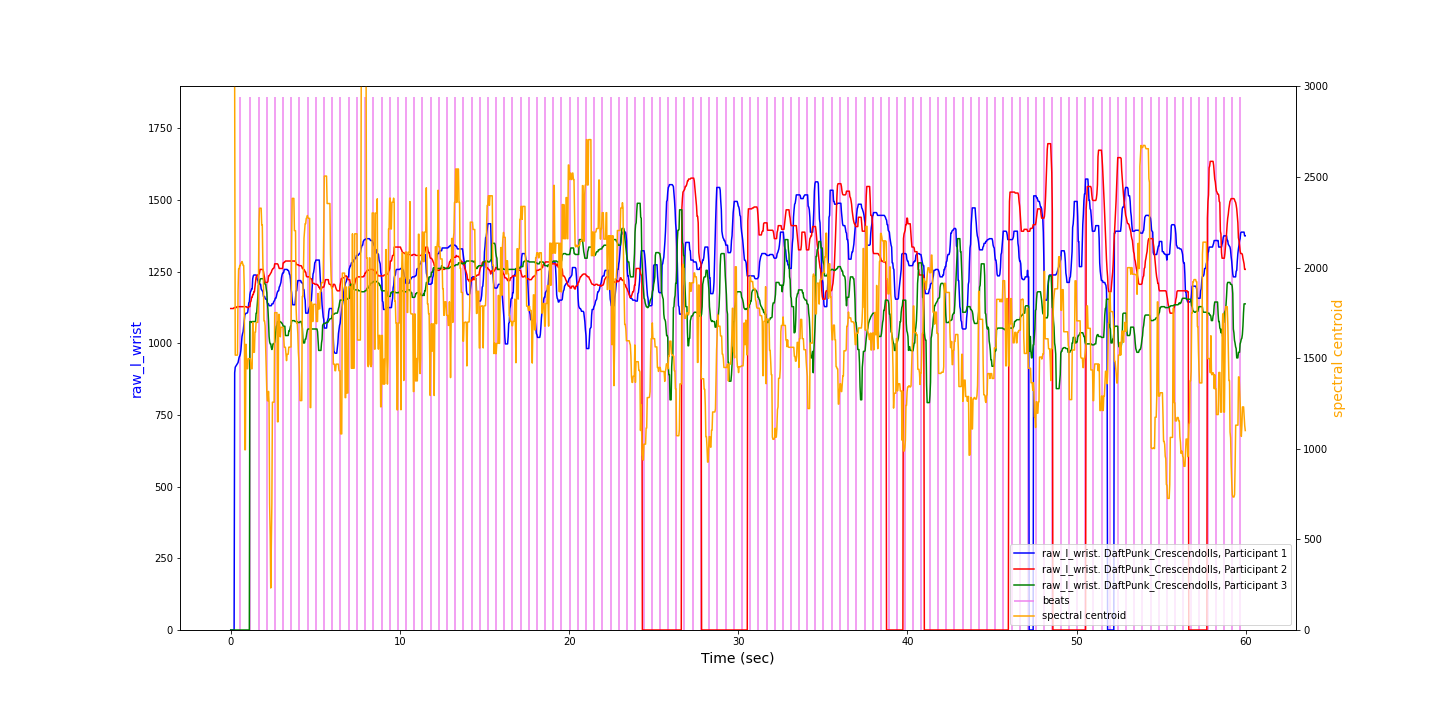 1750
1500
1250
1000
750
500
250
0
raw_l_wrist
3000
2500
2000
1500
1000
500
0
spectral centroid
raw_l_wrist. DaftPunk_Crescendolls, Participant 1
raw_l_wrist. DaftPunk_Crescendolls, Participant 2
raw_l_wrist. DaftPunk_Crescendolls, Participant 3
beats
spectral centroid
0 10 20 30 40 50 60
Time (sec)